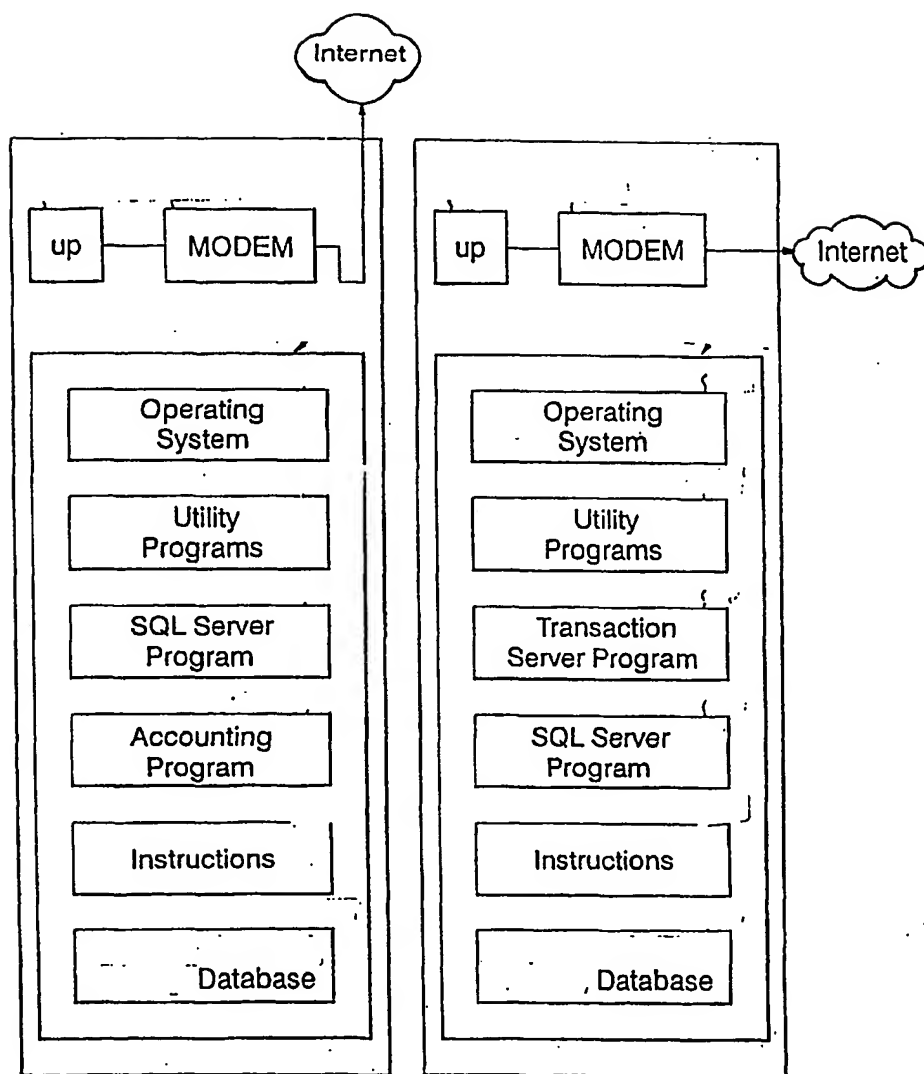 Internet
up
MODEM
Operating
System
Utility
Programs
SQL Server
Program
Accounting
Program
Instructions
Database
up
MODEM
Internet
Operating
System
Utility
Programs
Transaction
Server Program
SQL Server
Program
Instructions
Database